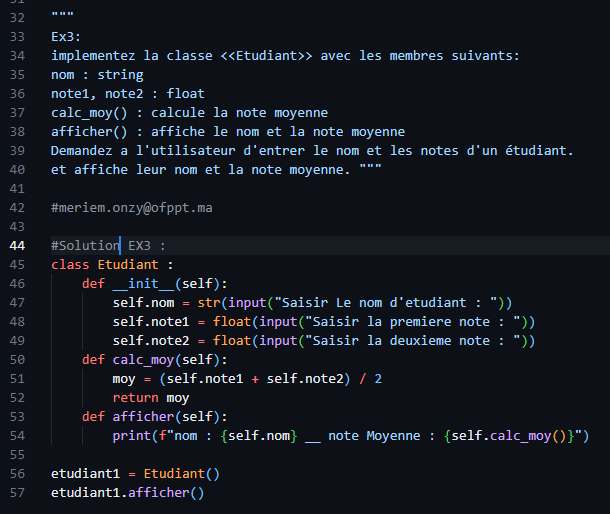 31
32 """
33 Ex3:
34 implementez la classe <<Etudiant>> avec les membres suivants:
35 nom : string
36 note1, note2 : float
37 calc_moy() : calcule la note moyenne
38 afficher() : affiche le nom et la note moyenne
39 Demandez a l'utilisateur d'entrer le nom et les notes d'un étudiant.
40 et affiche leur nom et la note moyenne. """
41
42 #meriem.onzy@ofppt.ma
43
44 #Solution EX3 :
45 class Etudiant :
46     def __init__(self):
47         self.nom = str(input("Saisir Le nom d'etudiant : "))
48         self.note1 = float(input("Saisir la premiere note : "))
49         self.note2 = float(input("Saisir la deuxieme note : "))
50     def calc_moy(self):
51         moy = (self.note1 + self.note2) / 2
52         return moy
53     def afficher(self):
54         print(f"nom : {self.nom} __ note Moyenne : {self.calc_moy()}")
55
56 etudiant1 = Etudiant()
57 etudiant1.afficher()